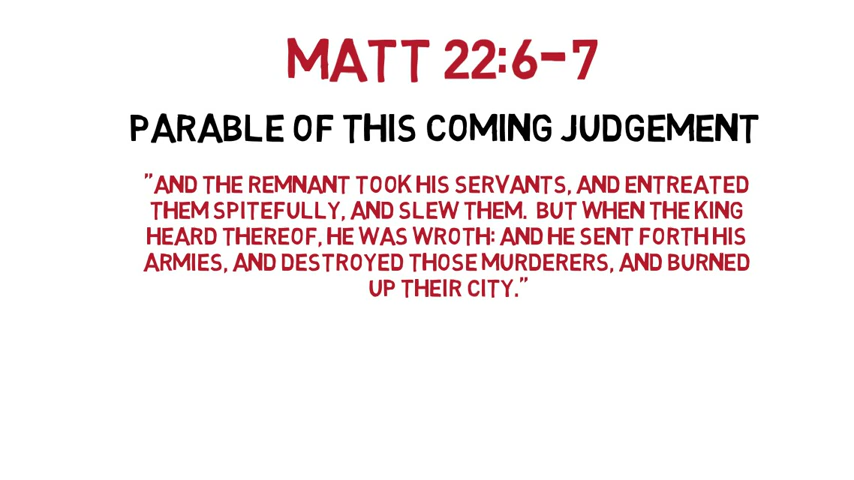 MATT 22:6-7
PARABLE OF THIS COMING JUDGEMENT
"AND THE REMNANT TOOK HIS SERVANTS, AND ENTREATED
THEM SPITEFULLY, AND SLEW THEM.  BUT WHEN THE KING
HEARD THEREOF, HE WAS WROTH: AND HE SENT FORTH HIS
ARMIES, AND DESTROYED THOSE MURDERERS, AND BURNED
UP THEIR CITY."